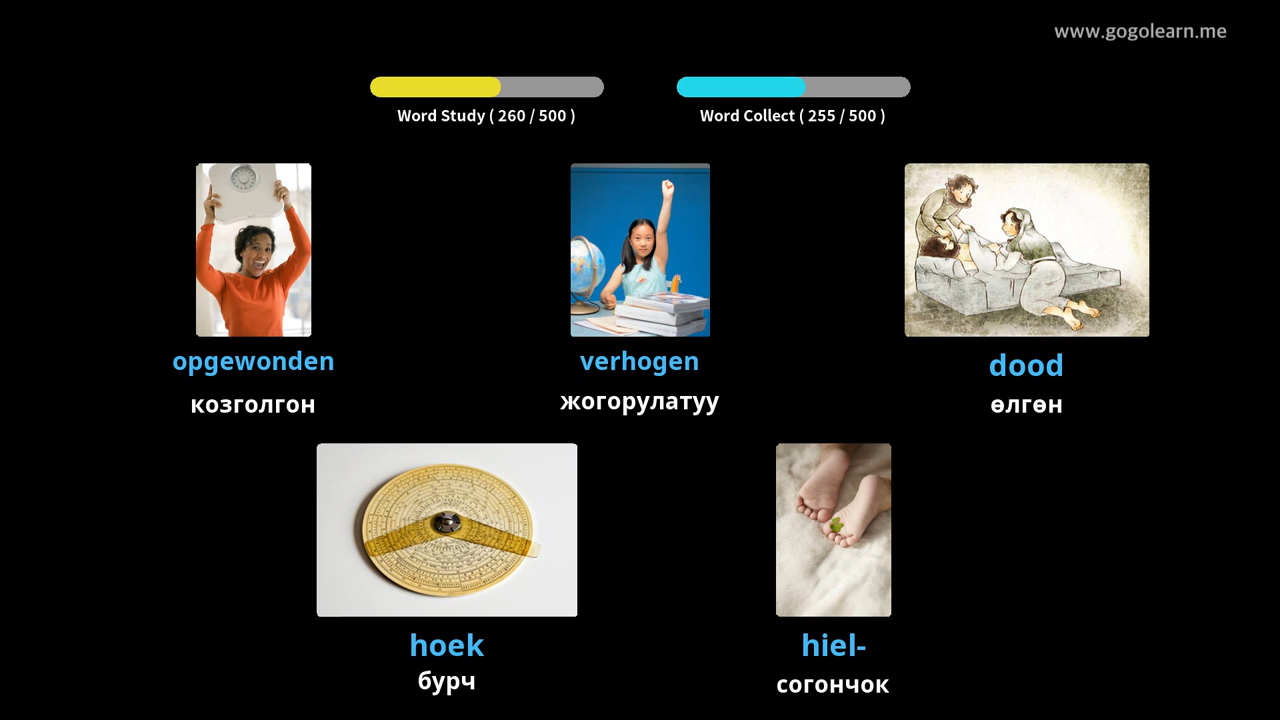 www.gogolearn.me
Word Study ( 260 / 500 )
Word Collect ( 255 / 500 )
opgewonden
козголгон
verhogen
жогорулатуу
dood
өлгөн
hoek
бурч
hiel-
согончок